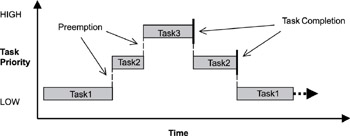 HIGH
Preemption
Task Completion
Task3
Task
Priority
Task2
Task2
LOW
Task1
Task1
Time